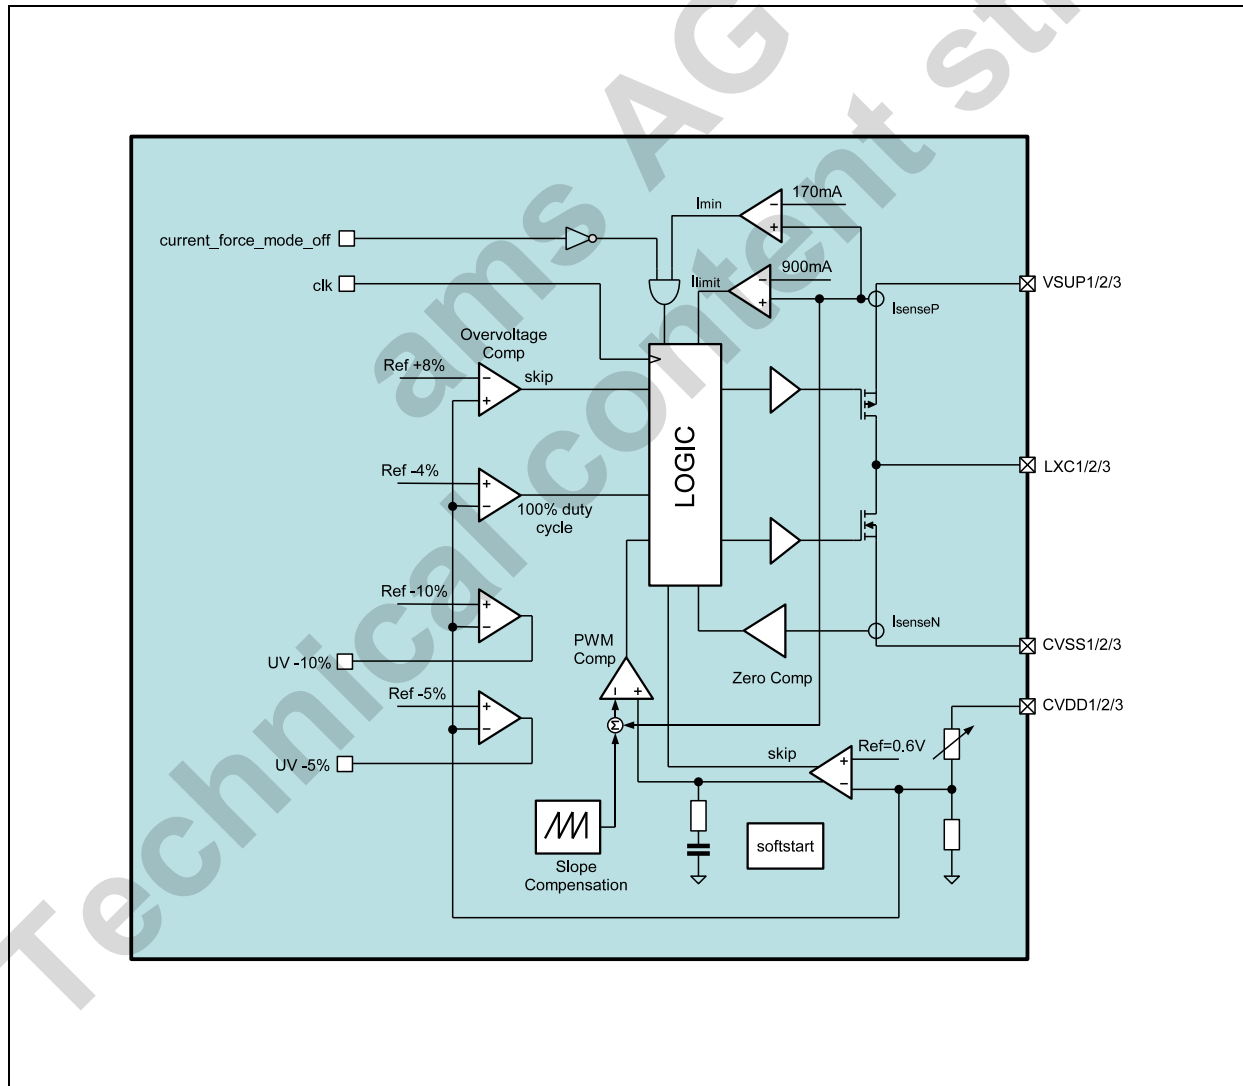 ams AG
Technical content sti
170mA
Imin
current_force_mode_off
900mA
clk
Ilimit
VSUP1/2/3
IsenseP
Overvoltage
Comp
Ref +8%
skip
LOGIC
LXC1/2/3
Ref -4%
100% duty
cycle
Ref -10%
IsenseN
PWM
Comp
CVSS1/2/3
UV -10%
Zero Comp
Ref -5%
CVDD1/2/3
Σ
Ref=0.6V
skip
UV -5%
softstart
Slope
Compensation